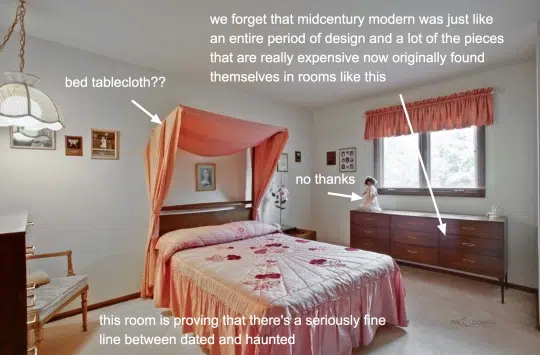 we forget that midcentury modern was just like
an entire period of design and a lot of the pieces
that are really expensive now originally found
themselves in rooms like this
bed tablecloth??
no thanks
this room is proving that there's a seriously fine
line between dated and haunted